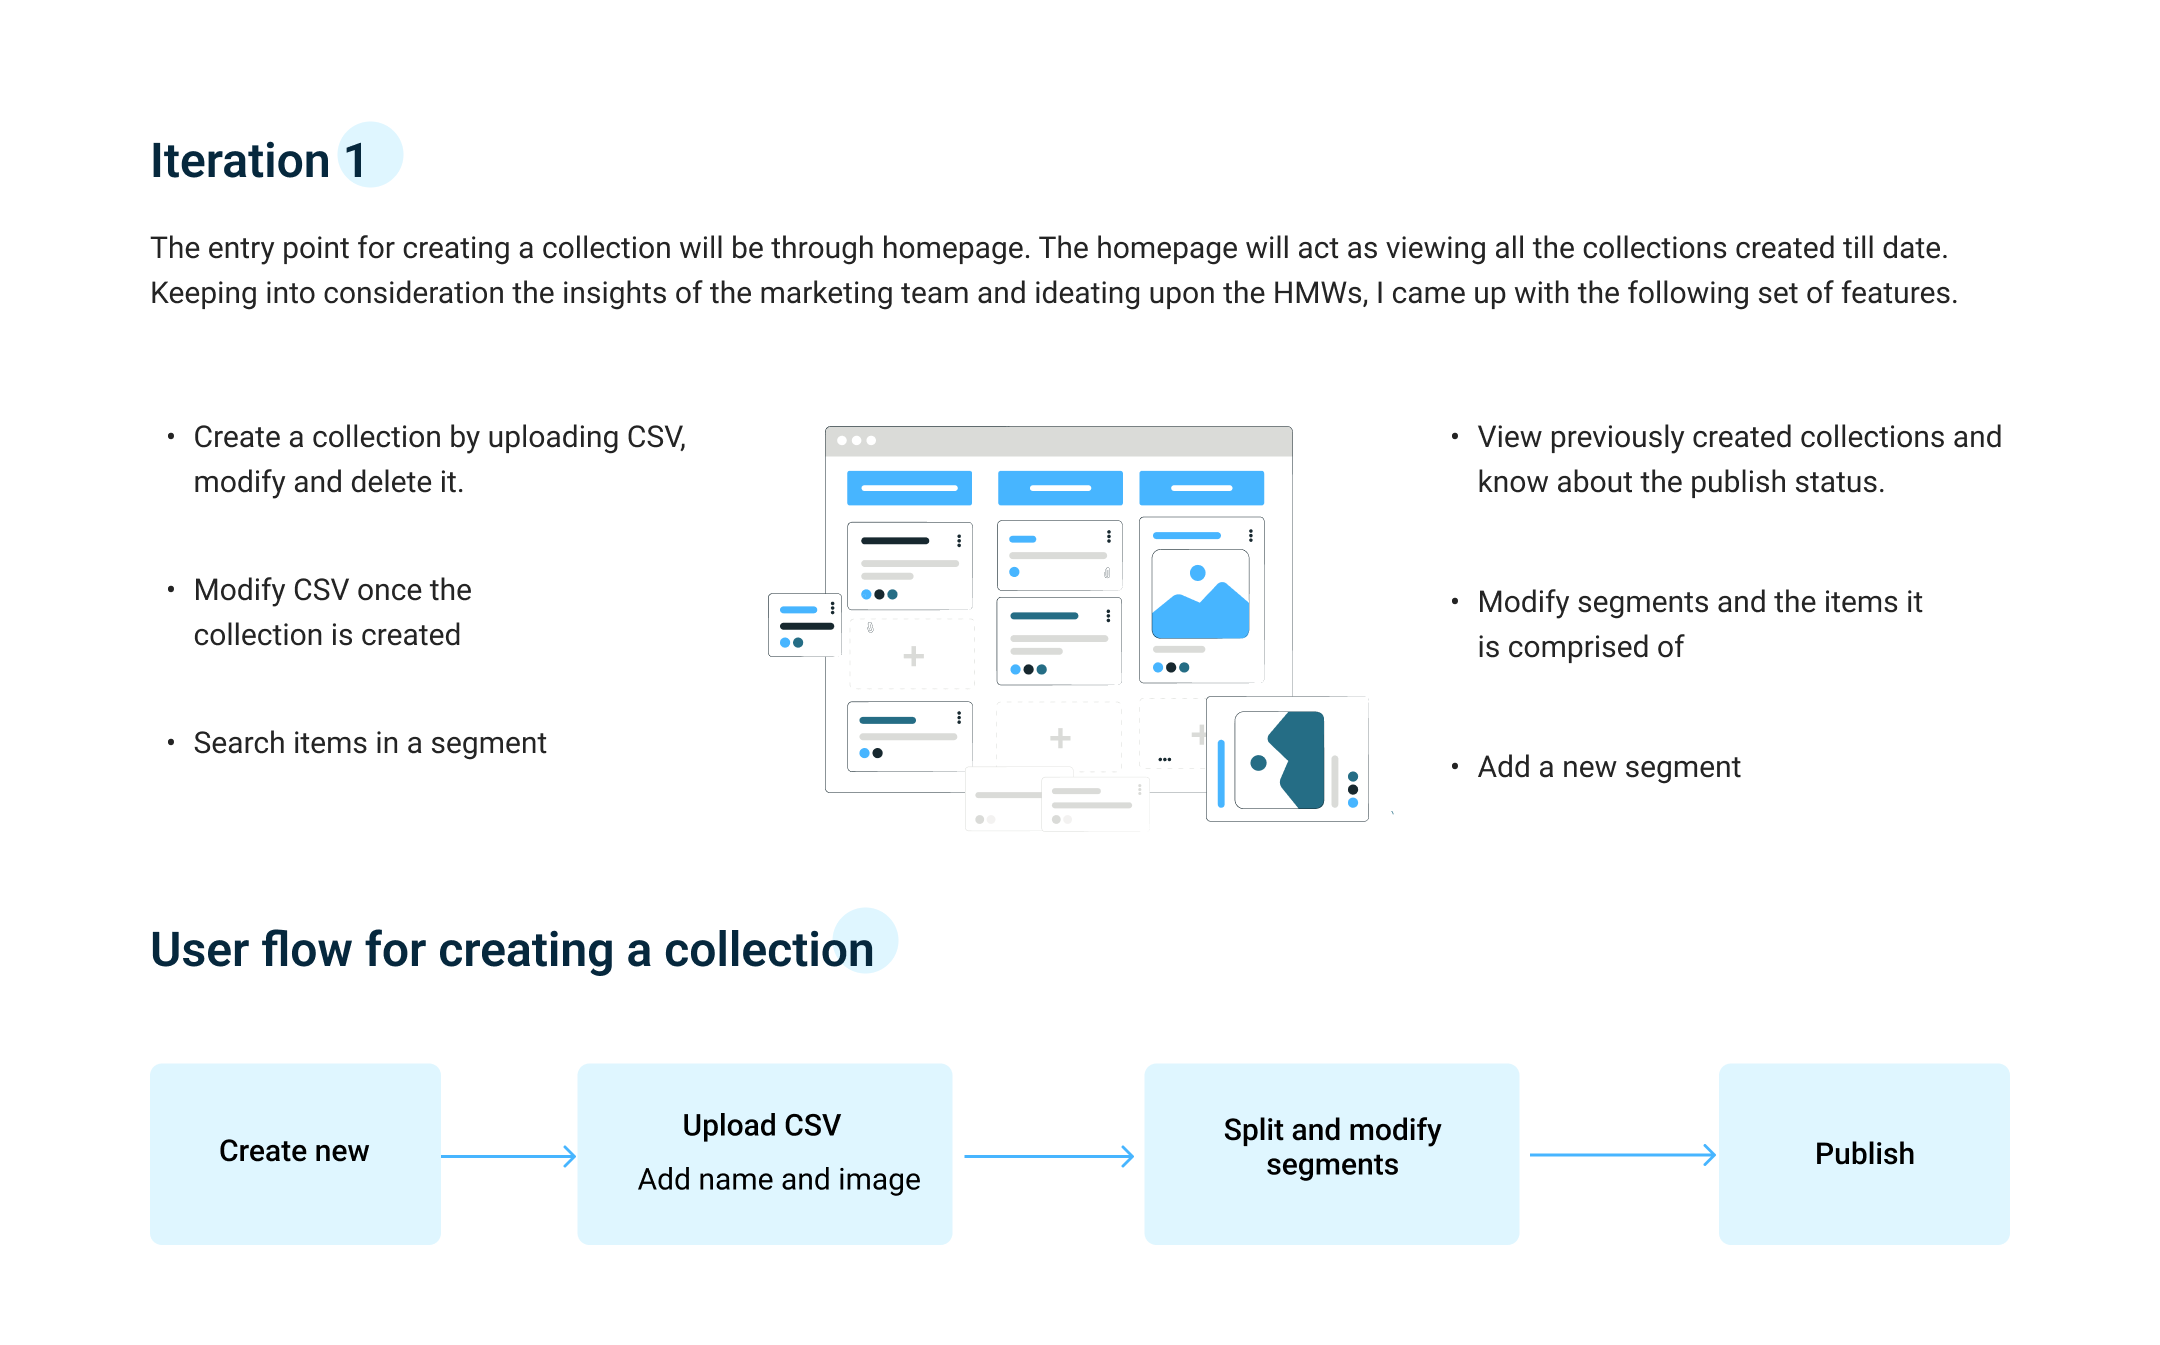 Iteration 1
The entry point for creating a collection will be through homepage. The homepage will act as viewing all the collections created till date.
Keeping into consideration the insights of the marketing team and ideating upon the HMWs, I came up with the following set of features.
• Create a collection by uploading CSV,
modify and delete it.
• Modify CSV once the
collection is created
• Search items in a segment
• View previously created collections and
know about the publish status.
• Modify segments and the items it
is comprised of
• Add a new segment
User flow for creating a collection
Create new
Upload CSV
Add name and image
Split and modify
segments
Publish